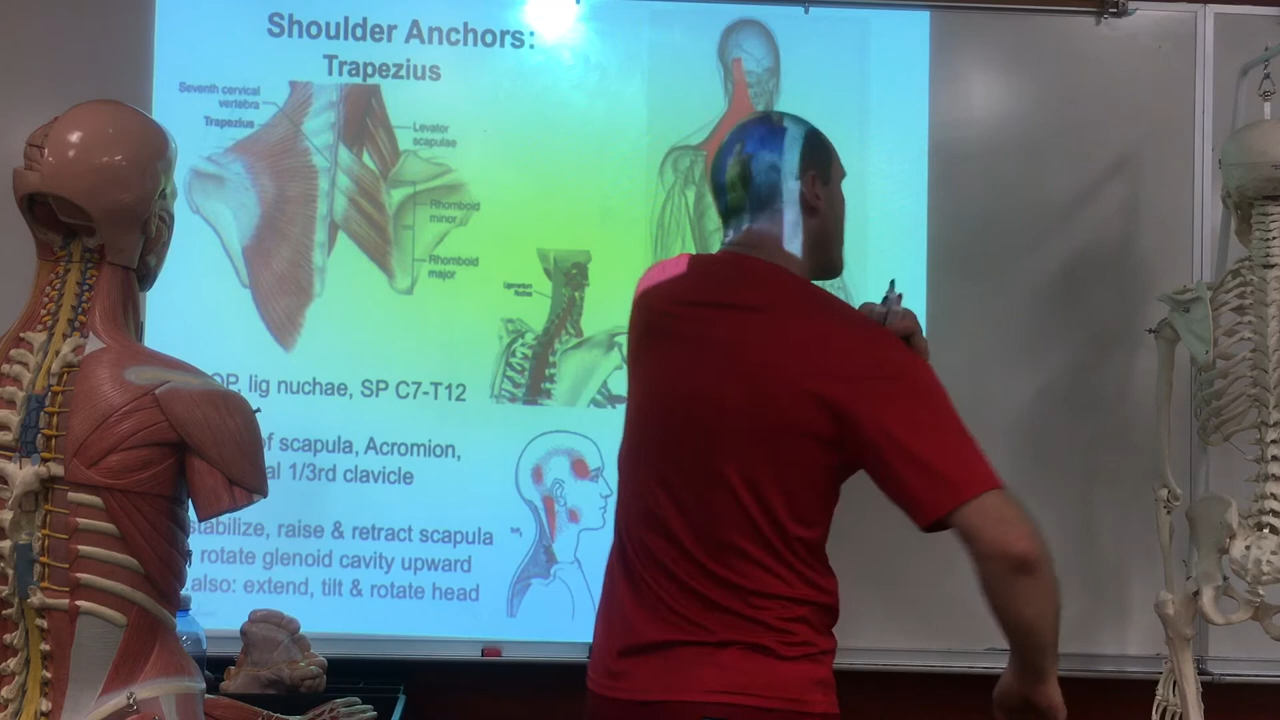 Shoulder Anchors:
Trapezius
Seventh cervical
vertebra
Trapezius
Levator
scapulae
Rhomboid
minor
Rhomboid
major
Ligamentum
Nuchae
OP, lig nuchae, SP C7-T12
of scapula, Acromion,
al 1/3rd clavicle
stabilize, raise & retract scapula
rotate glenoid cavity upward
also: extend, tilt & rotate head